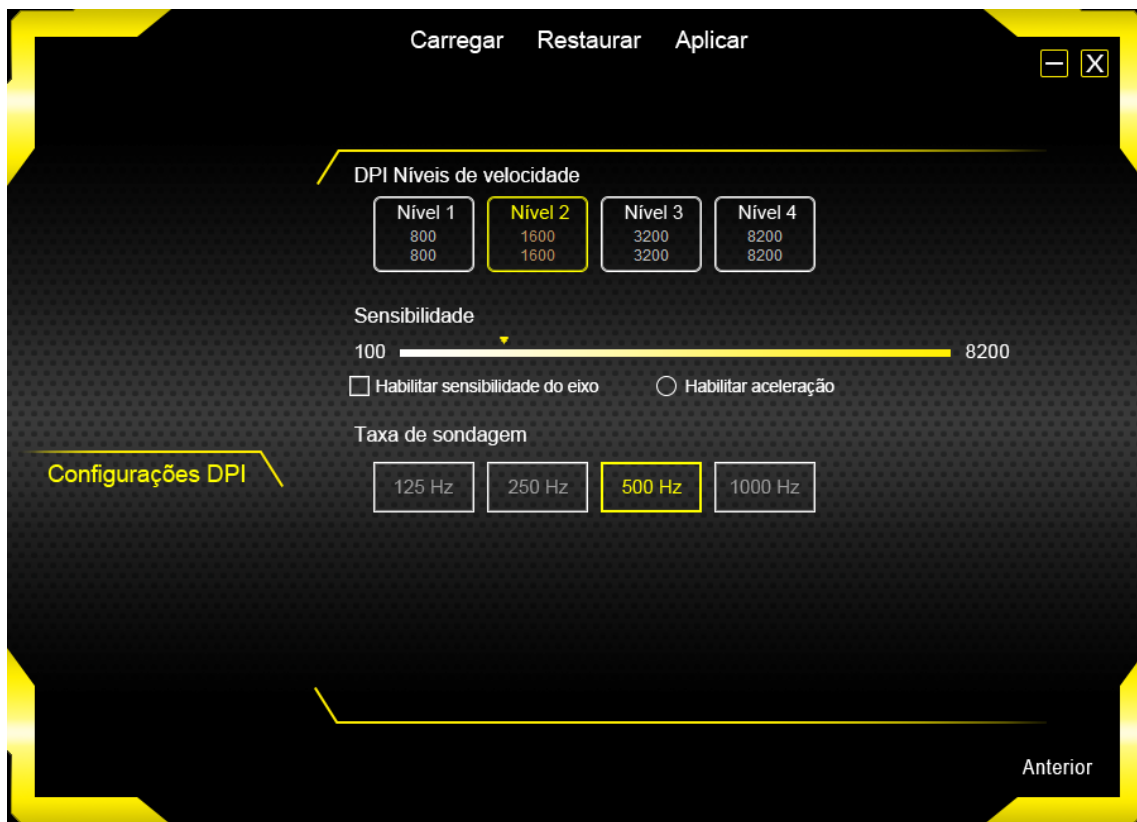 Carregar Restaurar Aplicar
X
DPI Níveis de velocidade
Nível 1 Nível 2 Nível 3 Nível 4
800 1600 3200 8200
800 1600 3200 8200
Sensibilidade
100 8200
Habilitar sensibilidade do eixo Habilitar aceleração
Taxa de sondagem
Configurações DPI
125 Hz 250 Hz 500 Hz 1000 Hz
Anterior